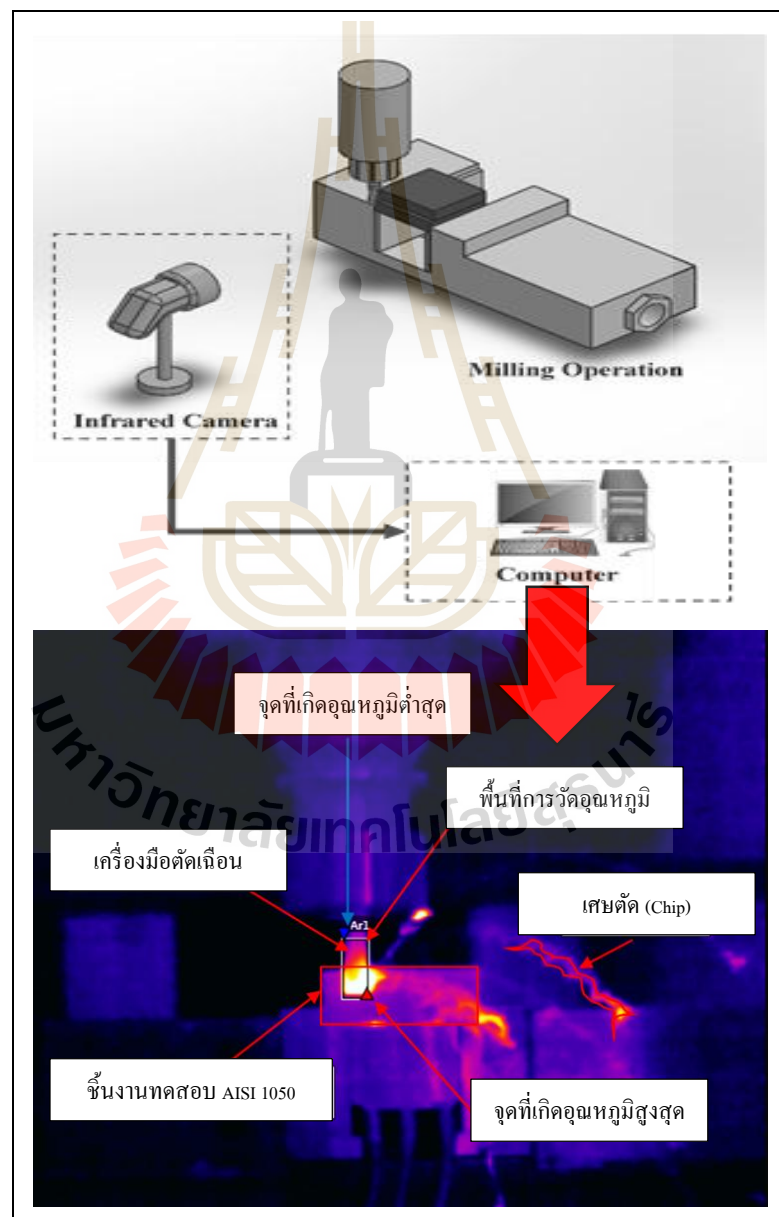 Milling Operation
Infrared Camera
Computer
จุดที่เกิดอุณหภูมิต่ำสุด
พื้นที่การวัดอุณหภูมิ
เครื่องมือตัดเฉือน
เศษตัด (Chip)
Ar1
ชิ้นงานทดสอบ AISI 1050
จุดที่เกิดอุณหภูมิสูงสุด
มหาวิทยาลัยเทคโนโลยีสุรนารี